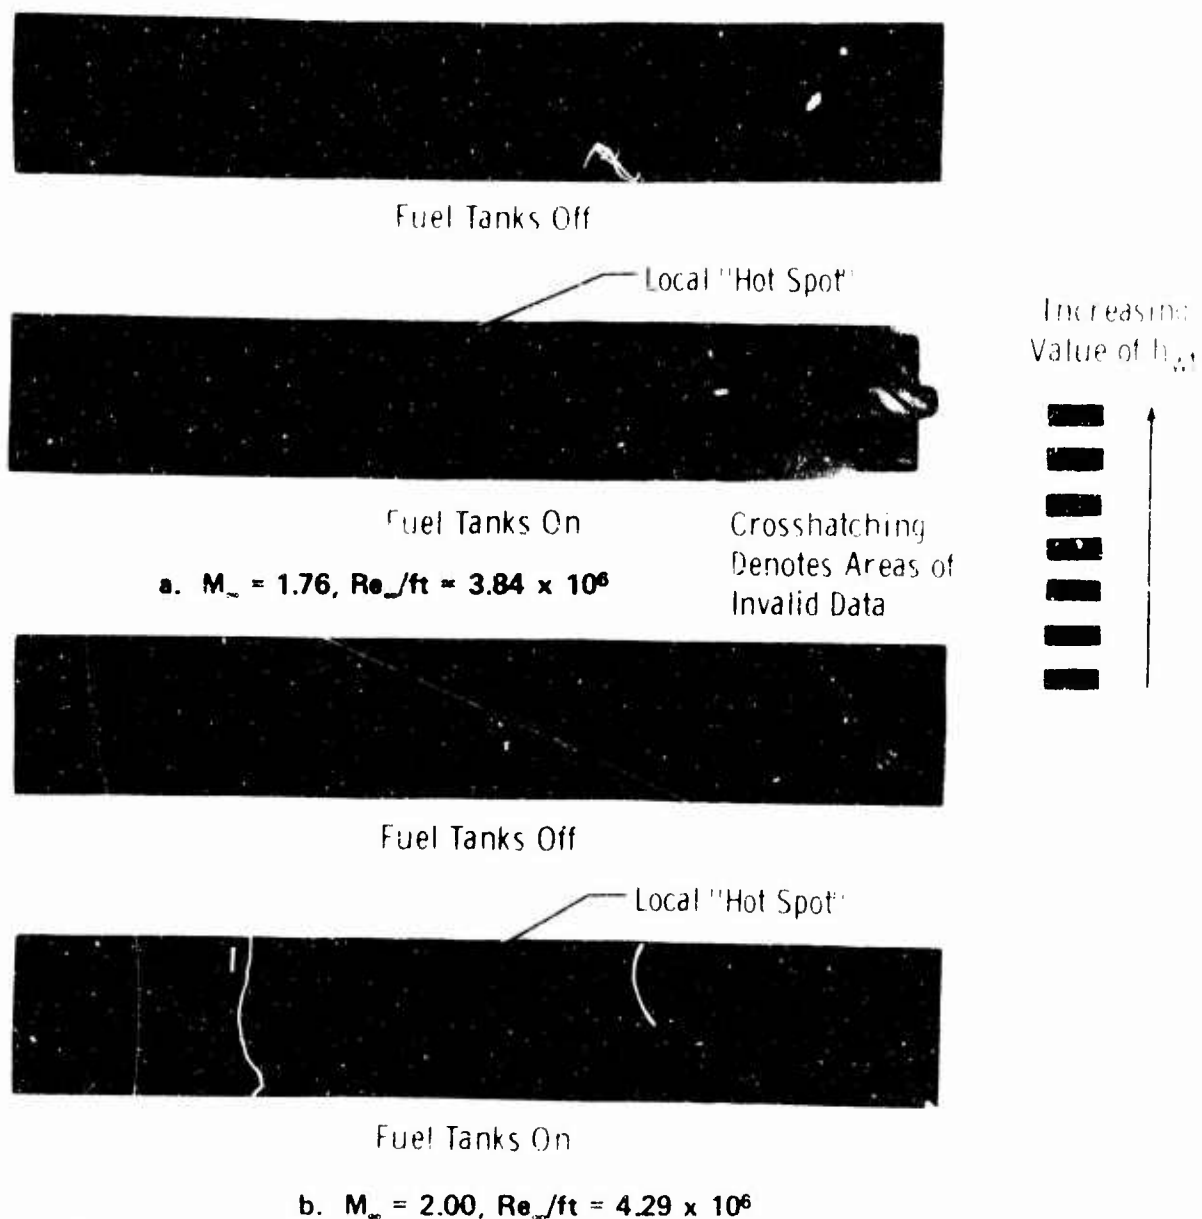 Fuel Tanks Off
Local "Hot Spot"
Fuel Tanks On
a. M∞ = 1.76, Re∞/ft = 3.84 x 10⁶
Crosshatching
Denotes Areas of
Invalid Data
Increasing
Value of
Fuel Tanks Off
Local "Hot Spot"
Fuel Tanks On
b. M∞ = 2.00, Re∞/ft = 4.29 x 10⁶